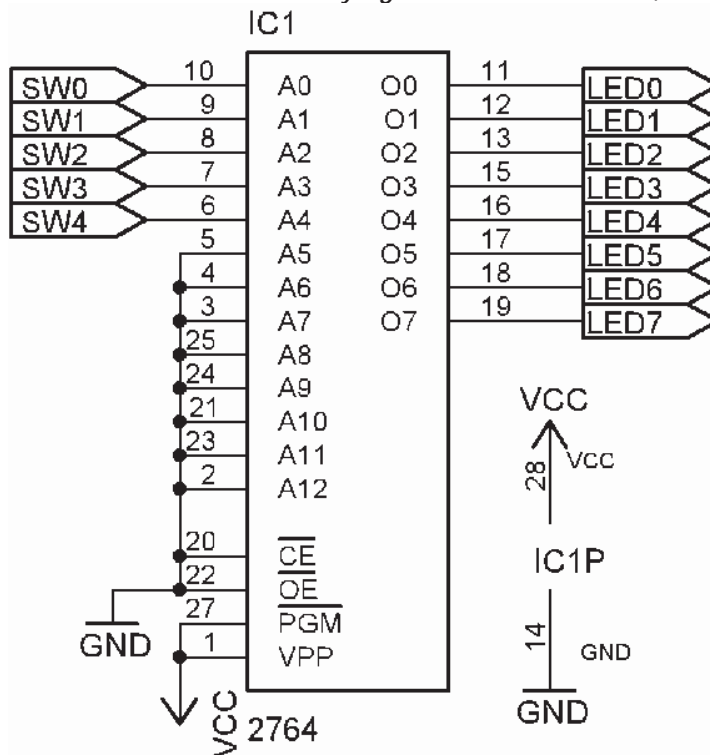 IC1
SW0 10 A0 O0 11 LED0
SW1 9 A1 O1 12 LED1
SW2 8 A2 O2 13 LED2
SW3 7 A3 O3 15 LED3
SW4 6 A4 O4 16 LED4
5 A5 O5 17 LED5
4 A6 O6 18 LED6
3 A7 O7 19 LED7
25 A8
24 A9
21 A10
23 A11
2 A12
20 CE
22 OE
27 PGM
1 VPP
GND
VCC
2764
VCC
28 VCC
IC1P
14 GND
GND